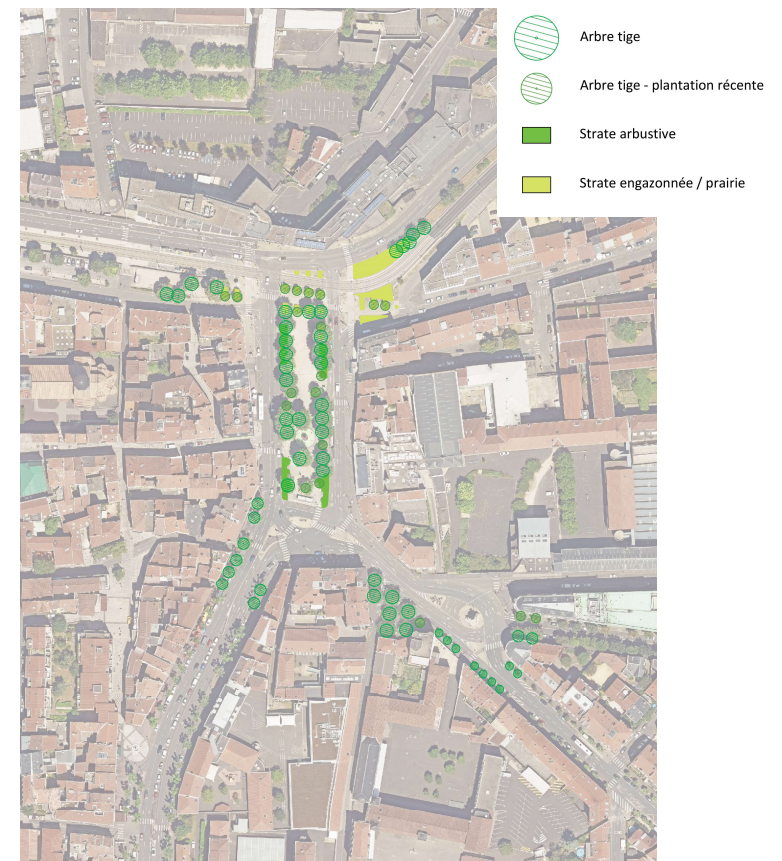 Arbre tige
Arbre tige - plantation récente
Strate arbustive
Strate engazonnée / prairie